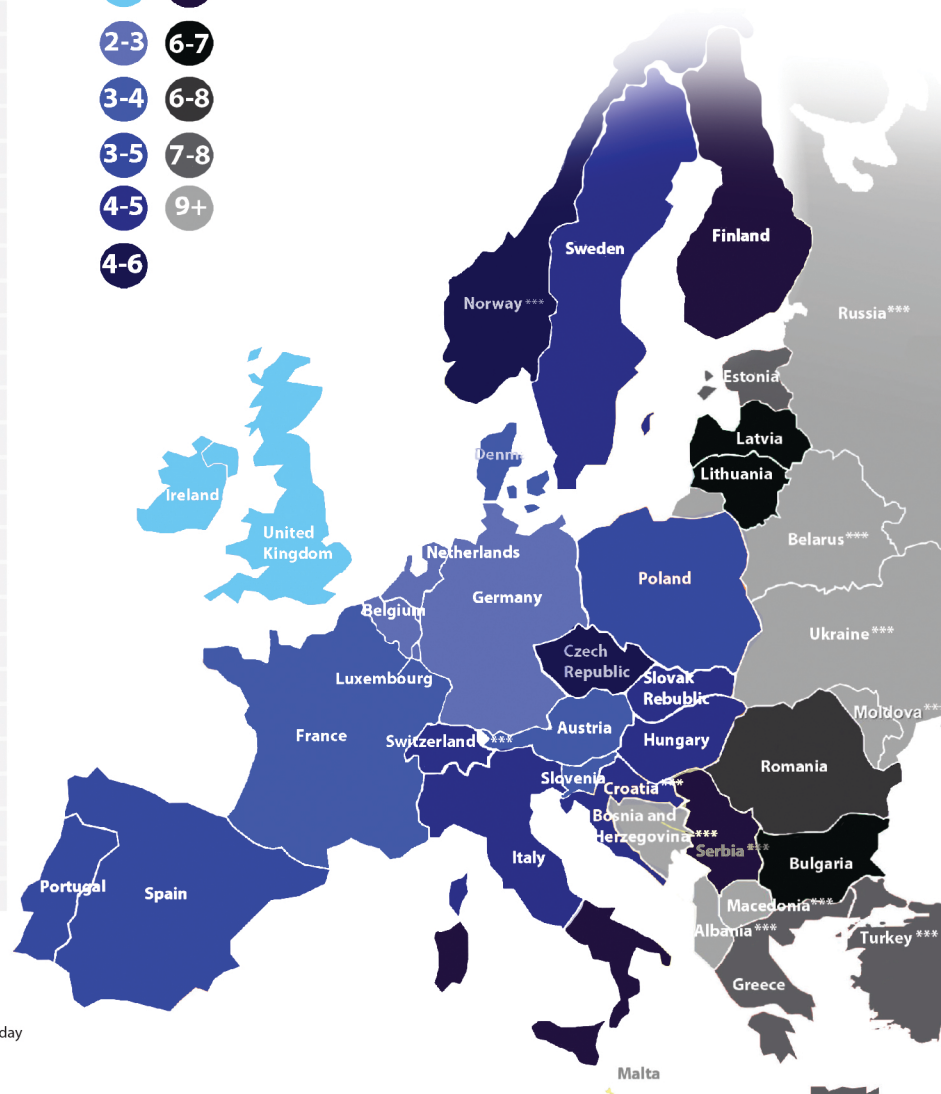 2-3
6-7
3-4
6-8
3-5
7-8
4-5
9+
4-6
Sweden
Finland
Norway ***
Russia***
Estonia
Latvia
Denm
Lithuania
Ireland
United
Kingdom
Belarus***
Netherlands
Poland
Germany
Belgium
Ukraine***
Czech
Republic
Luxembourg
Slovak
Rebublic
Moldova**
Austria
France
Switzerland
***
Hungary
Romania
Slovenia
Croatia***
Bosnia and
Herzegovina***
Serbia***
Italy
Bulgaria
Portugal
Spain
Macedonia***
Albania***
Turkey***
Greece
day
Malta